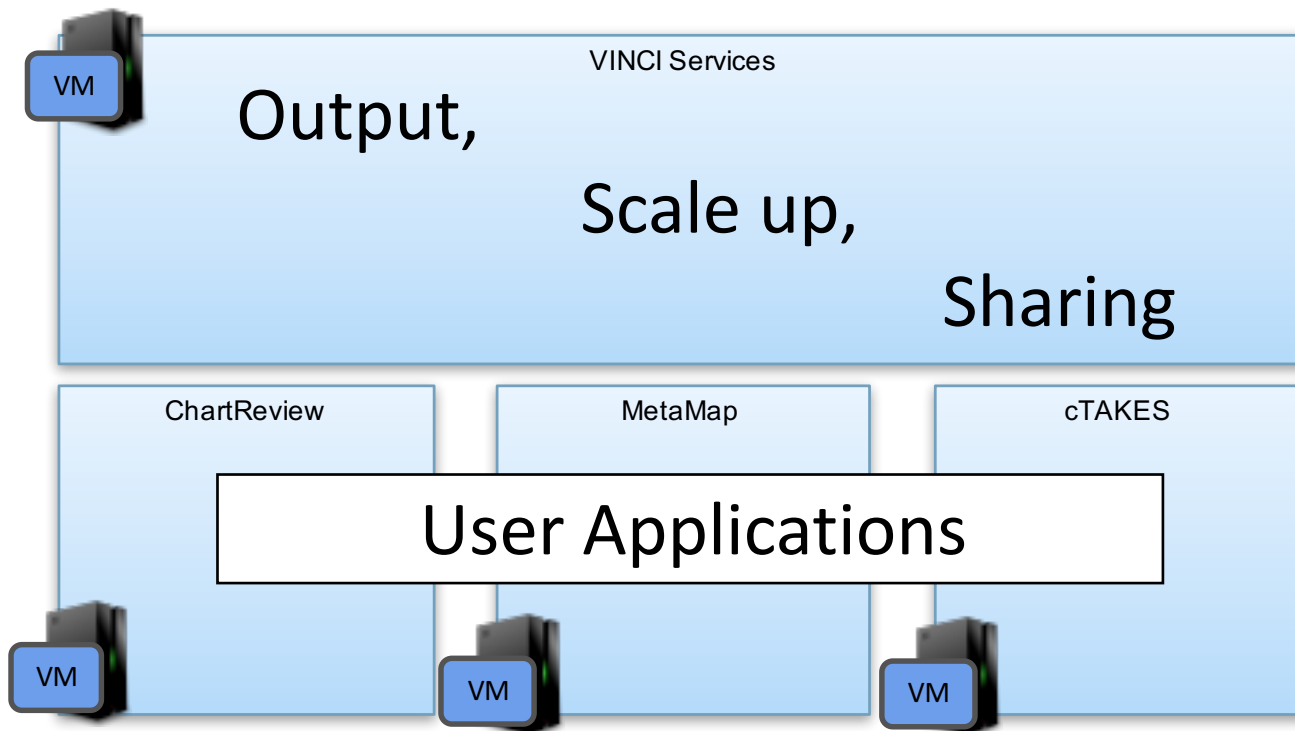 VINCI Services
VM
Output,
Scale up,
Sharing
ChartReview
MetaMap
cTAKES
User Applications
VM
VM
VM